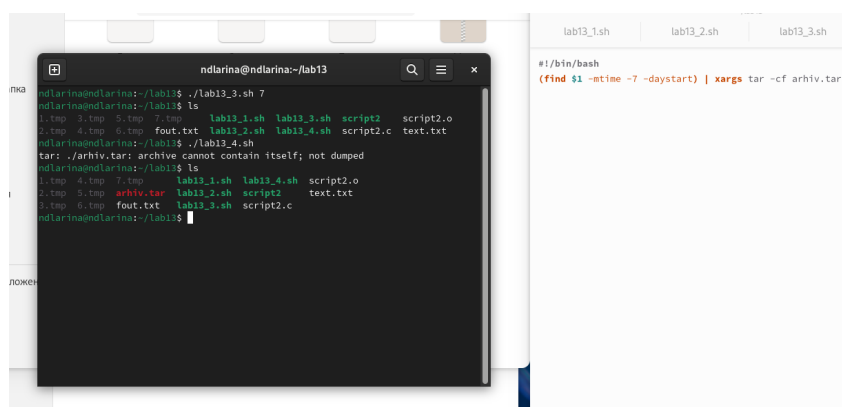 пка
ложен
ndlarina@ndlarina:~/lab13
ndlarina@ndlarina:~/lab13$ ./lab13_3.sh 7
ndlarina@ndlarina:~/lab13$ ls
1.tmp 3.tmp 5.tmp 7.tmp lab13_1.sh lab13_3.sh script2 script2.o
2.tmp 4.tmp 6.tmp fout.txt lab13_2.sh lab13_4.sh script2.c text.txt
ndlarina@ndlarina:~/lab13$ ./lab13_4.sh
tar: ./arhiv.tar: archive cannot contain itself; not dumped
ndlarina@ndlarina:~/lab13$ ls
1.tmp 4.tmp 7.tmp lab13_1.sh lab13_4.sh script2.o
2.tmp 5.tmp arhiv.tar lab13_2.sh script2 text.txt
3.tmp 6.tmp fout.txt lab13_3.sh script2.c
ndlarina@ndlarina:~/lab13$
lab13_1.sh lab13_2.sh lab13_3.sh
#!/bin/bash
(find $1 -mtime -7 -daystart) | xargs tar -cf arhiv.tar